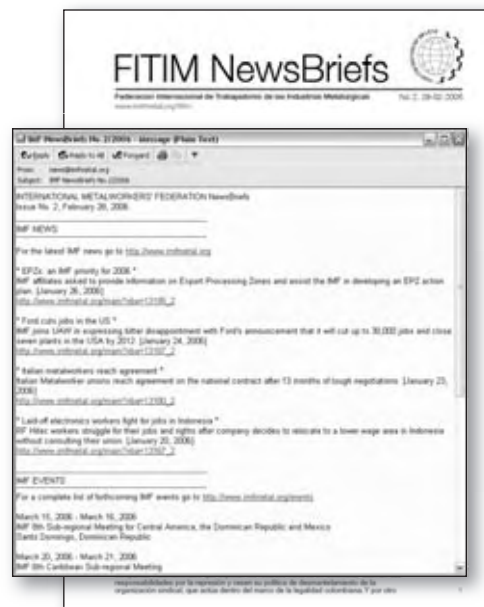 FITIM NewsBriefs
Federación Internacional de Trabajadores de las Industrias Metalúrgicas
No 2, 28-02-2006
IMF NewsBriefs No. 2/2006 - Message (Plain Text)
Reply Reply to All Forward
From: news@imfmetal.org
Subject: IMF NewsBriefs No.2/2006
INTERNATIONAL METALWORKERS' FEDERATION NewsBriefs
Issue No. 2, February 28, 2006
IMF NEWS
For the latest IMF news go to http://www.imfmetal.org
* EPZs: an IMF priority for 2006 *
IMF affiliates asked to provide information on Export Processing Zones and assist the IMF in developing an EPZ action
plan. [January 26, 2006]
* Ford cuts jobs in the US *
IMF joins UAW in expressing bitter disappointment with Ford's announcement that it will cut up to 30,000 jobs and close
seven plants in the USA by 2012. [January 24, 2006]
* Italian metalworkers reach agreement *
Italian Metalworker unions reach agreement on the national contract after 13 months of tough negotiations. [January 23,
2006]
* Laid-off electronics workers fight for jobs in Indonesia *
workers struggle for their jobs and rights after company decides to relocate to a lower wage area in Indonesia
without consulting their union. [January 20, 2006]
IMF EVENTS
For a complete list of forthcoming IMF events go to http://www.imfmetal.org/events
March 15, 2006 - March 16, 2006
IMF 8th Sub-regional Meeting for Central America, the Dominican Republic and Mexico
Santo Domingo, Dominican Republic
March 20, 2006 - March 21, 2006
IMF 8th Caribbean Sub-regional Meeting
responsabilidades por la represión y cesen su política de desmantelamiento de la
organización sindical, que actúa dentro del marco de la legalidad colombiana. Y por otro